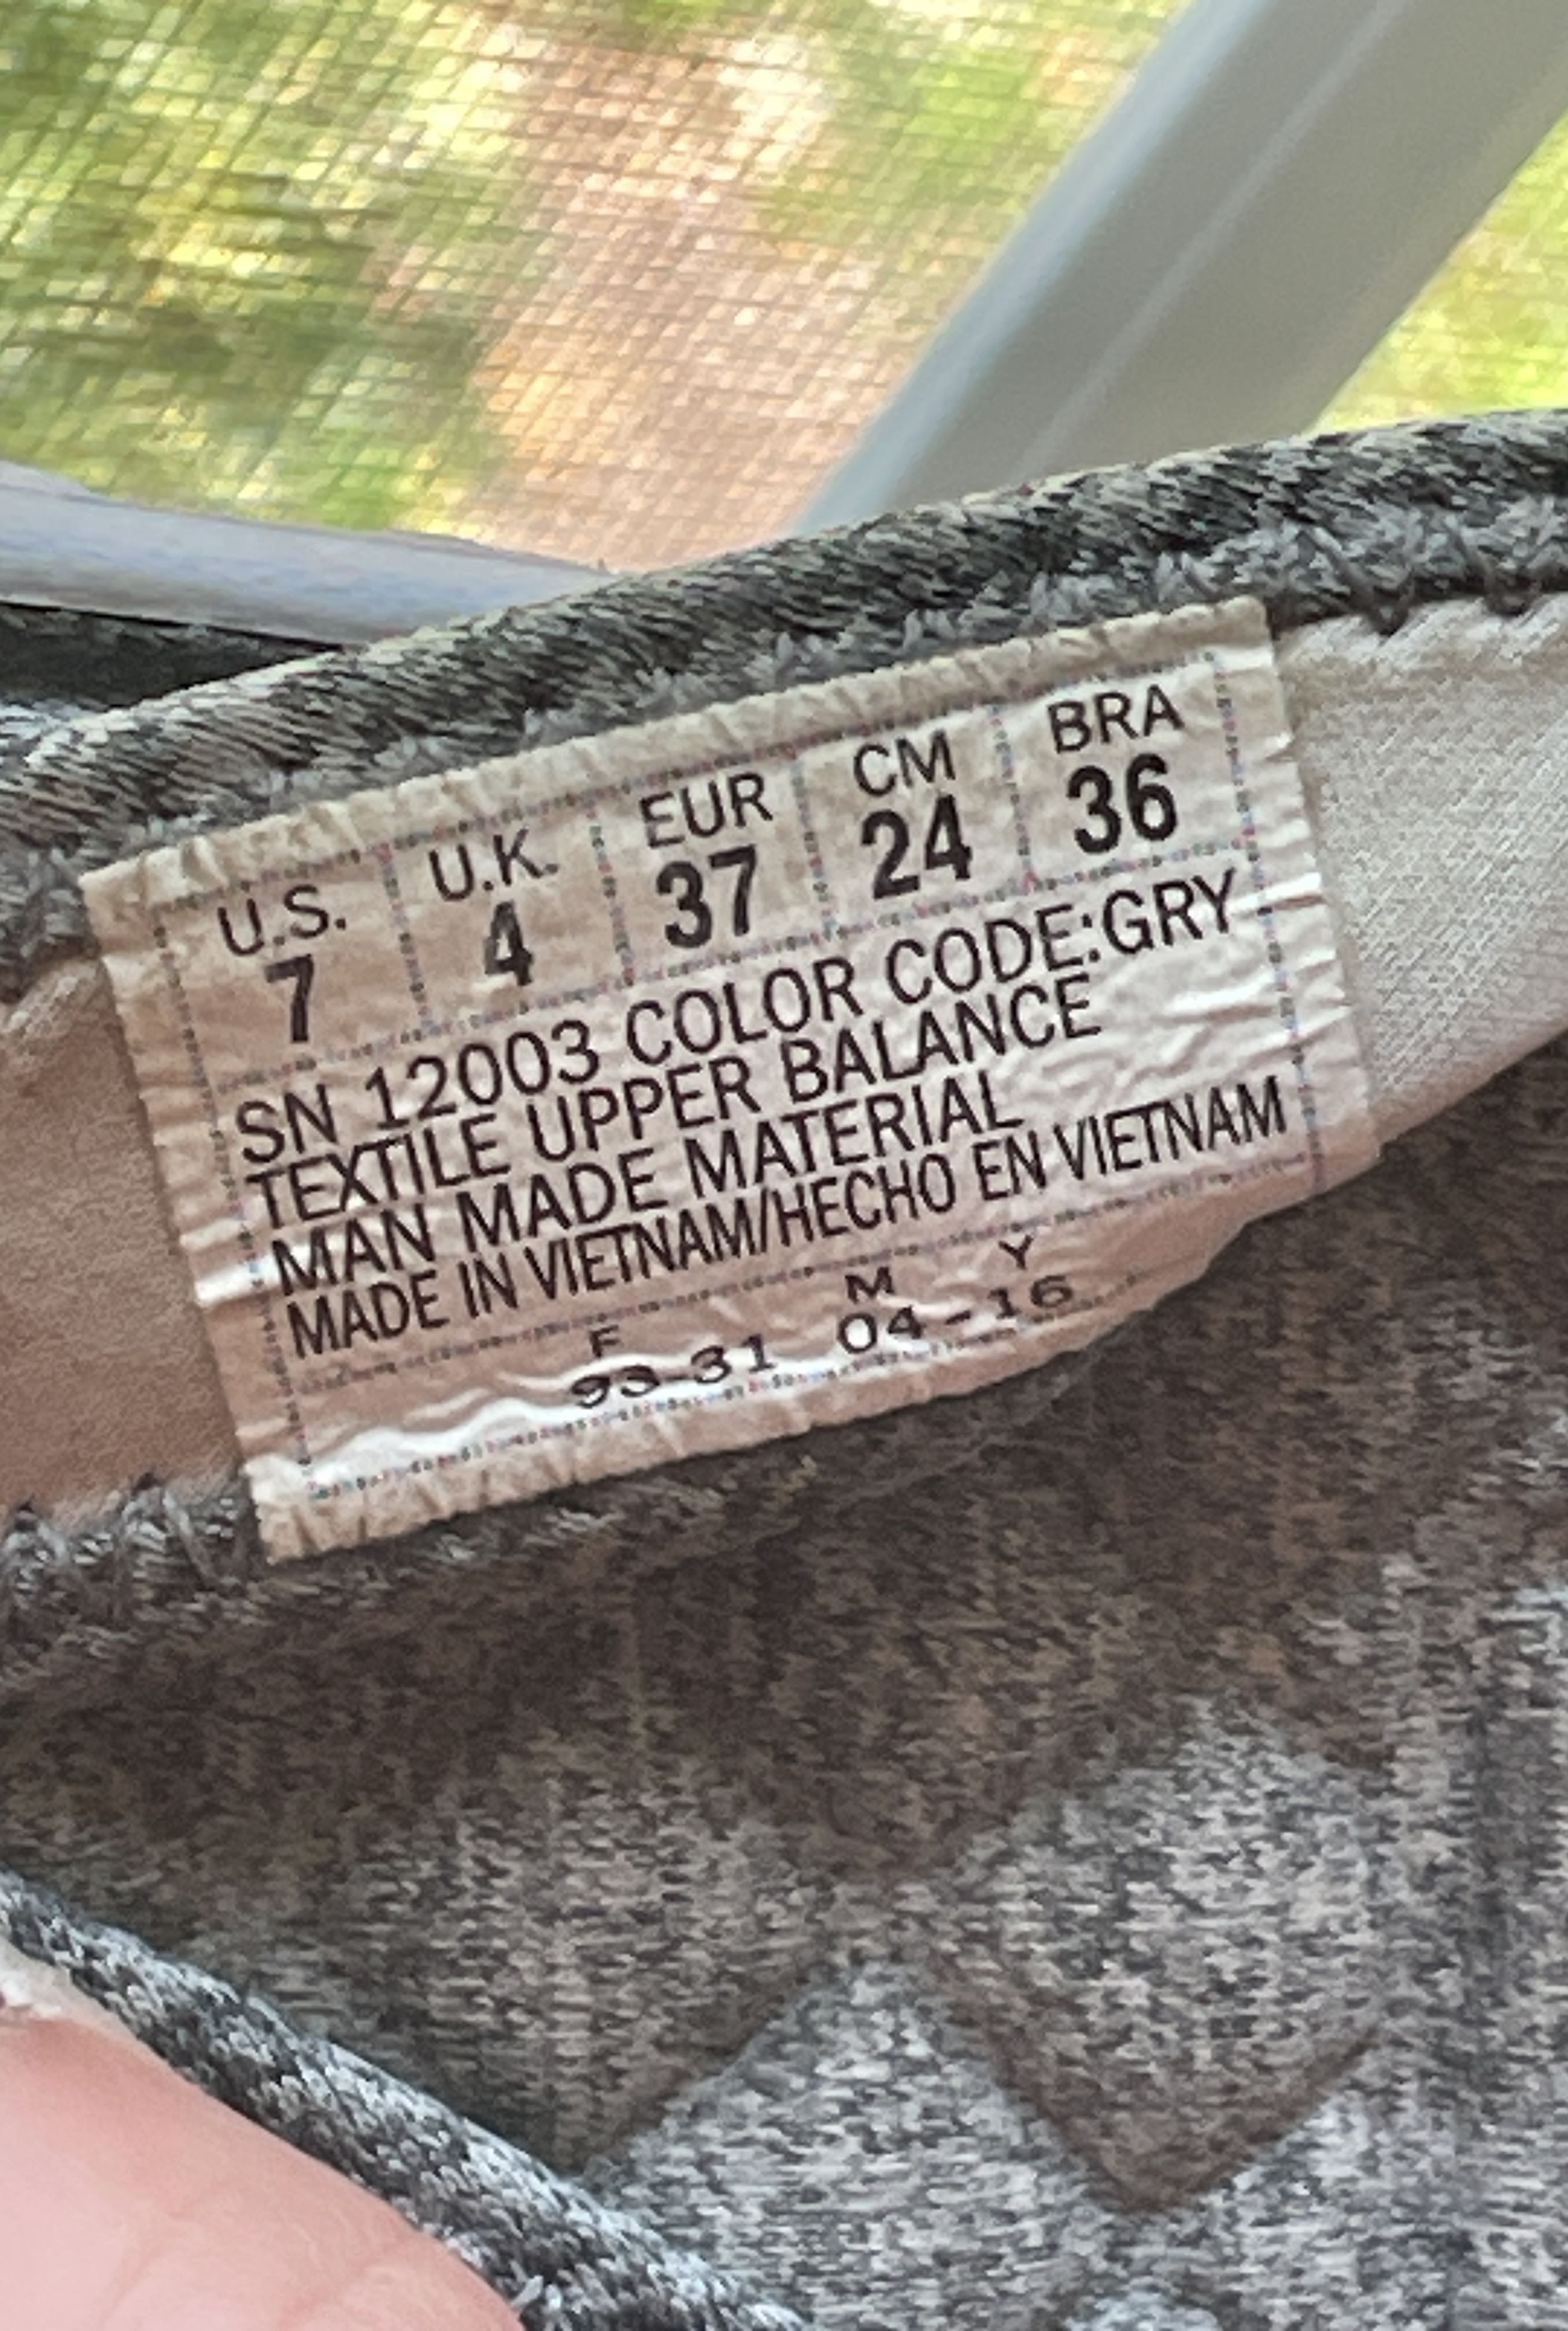 U.S. U.K. EUR CM BRA
7 4 37 24 36
SN 12003 COLOR CODE:GRY
TEXTILE UPPER BALANCE
MAN MADE MATERIAL
MADE IN VIETNAM/HECHO EN VIETNAM
F M Y
93-31 04-16